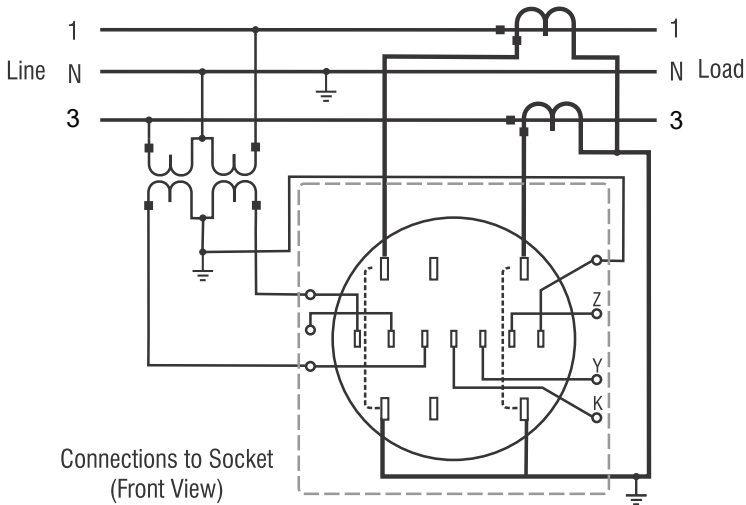 1 1
Line N N Load
3 3
Z
Y
K
Connections to Socket
(Front View)